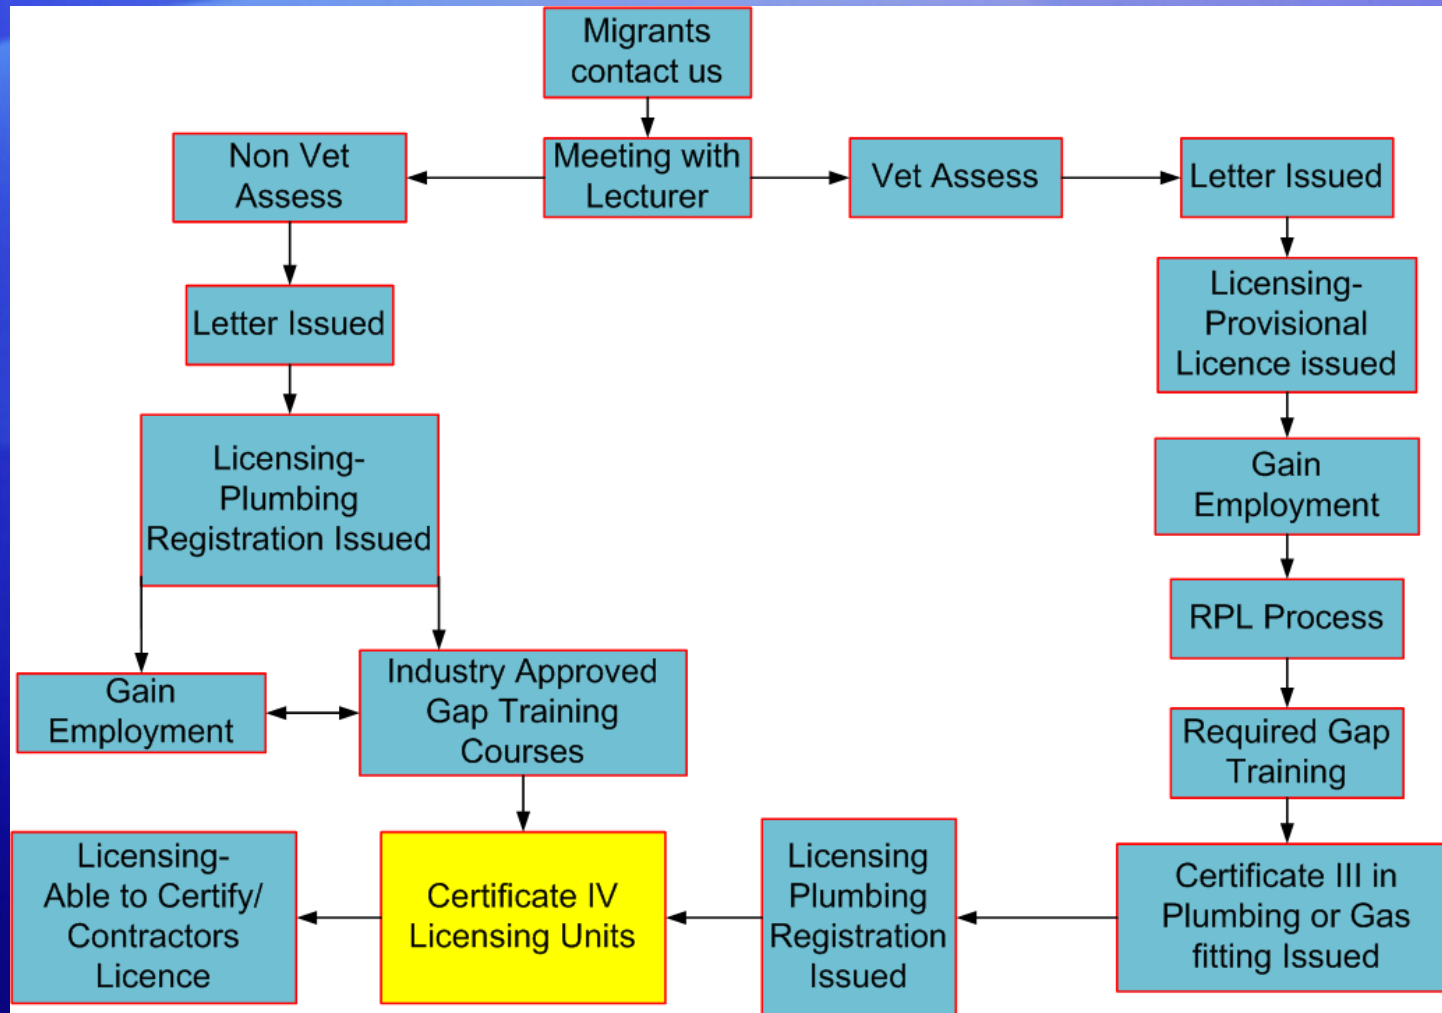 Migrants
contact us
Non Vet
Assess
Meeting with
Lecturer
Vet Assess
Letter Issued
Letter Issued
Licensing-
Provisional
Licence issued
Licensing-
Plumbing
Registration Issued
Gain
Employment
RPL Process
Gain
Employment
Industry Approved
Gap Training
Courses
Required Gap
Training
Licensing-
Able to Certify/
Contractors
Licence
Certificate IV
Licensing Units
Licensing
Plumbing
Registration
Issued
Certificate III in
Plumbing or Gas
fitting Issued